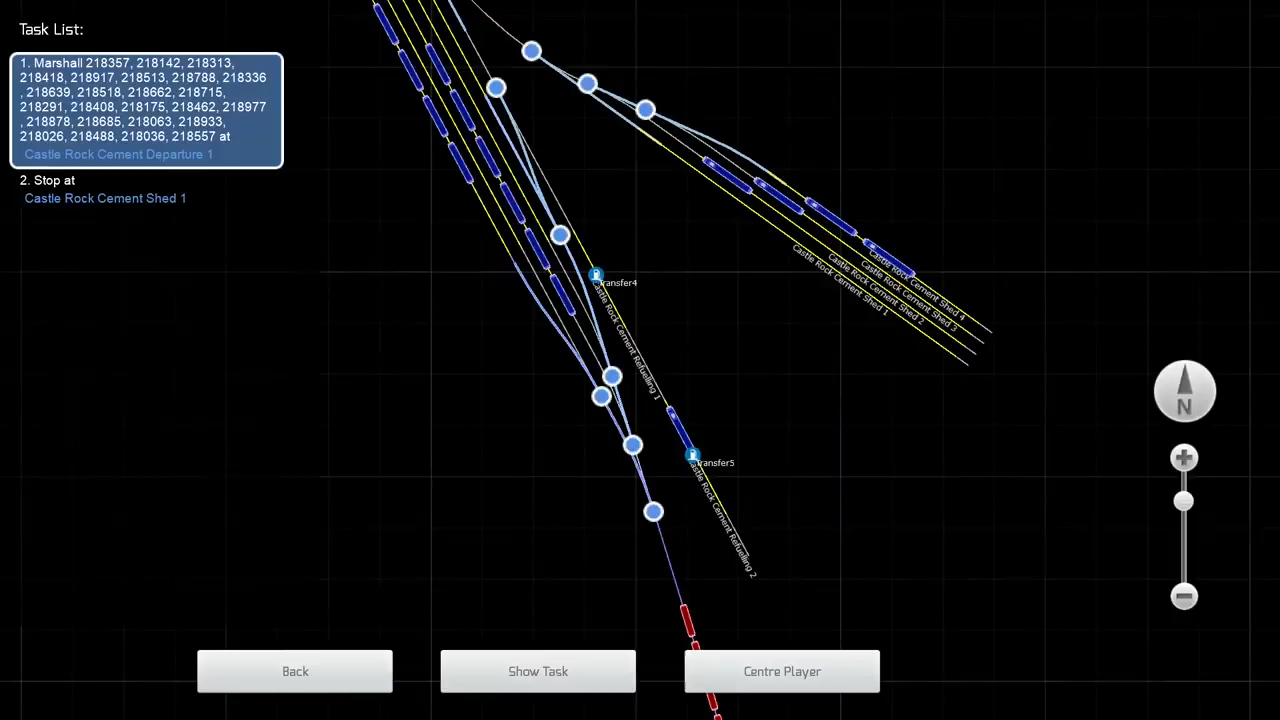 Task List:
1. Marshall 218357, 218142, 218313,
218418, 218917, 218513, 218788, 218336
, 218639, 218518, 218662, 218715,
218291, 218408, 218175, 218462, 218977
, 218878, 218685, 218063, 218933,
218026, 218488, 218036, 218557 at
Castle Rock Cement Departure 1
2. Stop at
Castle Rock Cement Shed 1
Castle Rock Cement Shed 4
Castle Rock Cement Shed 3
Castle Rock Cement Shed 2
Castle Rock Cement Shed 1
Transfer4
Castle Rock Cement Refuelling 1
Transfer5
Castle Rock Cement Refuelling 2
N
Back
Show Task
Centre Player